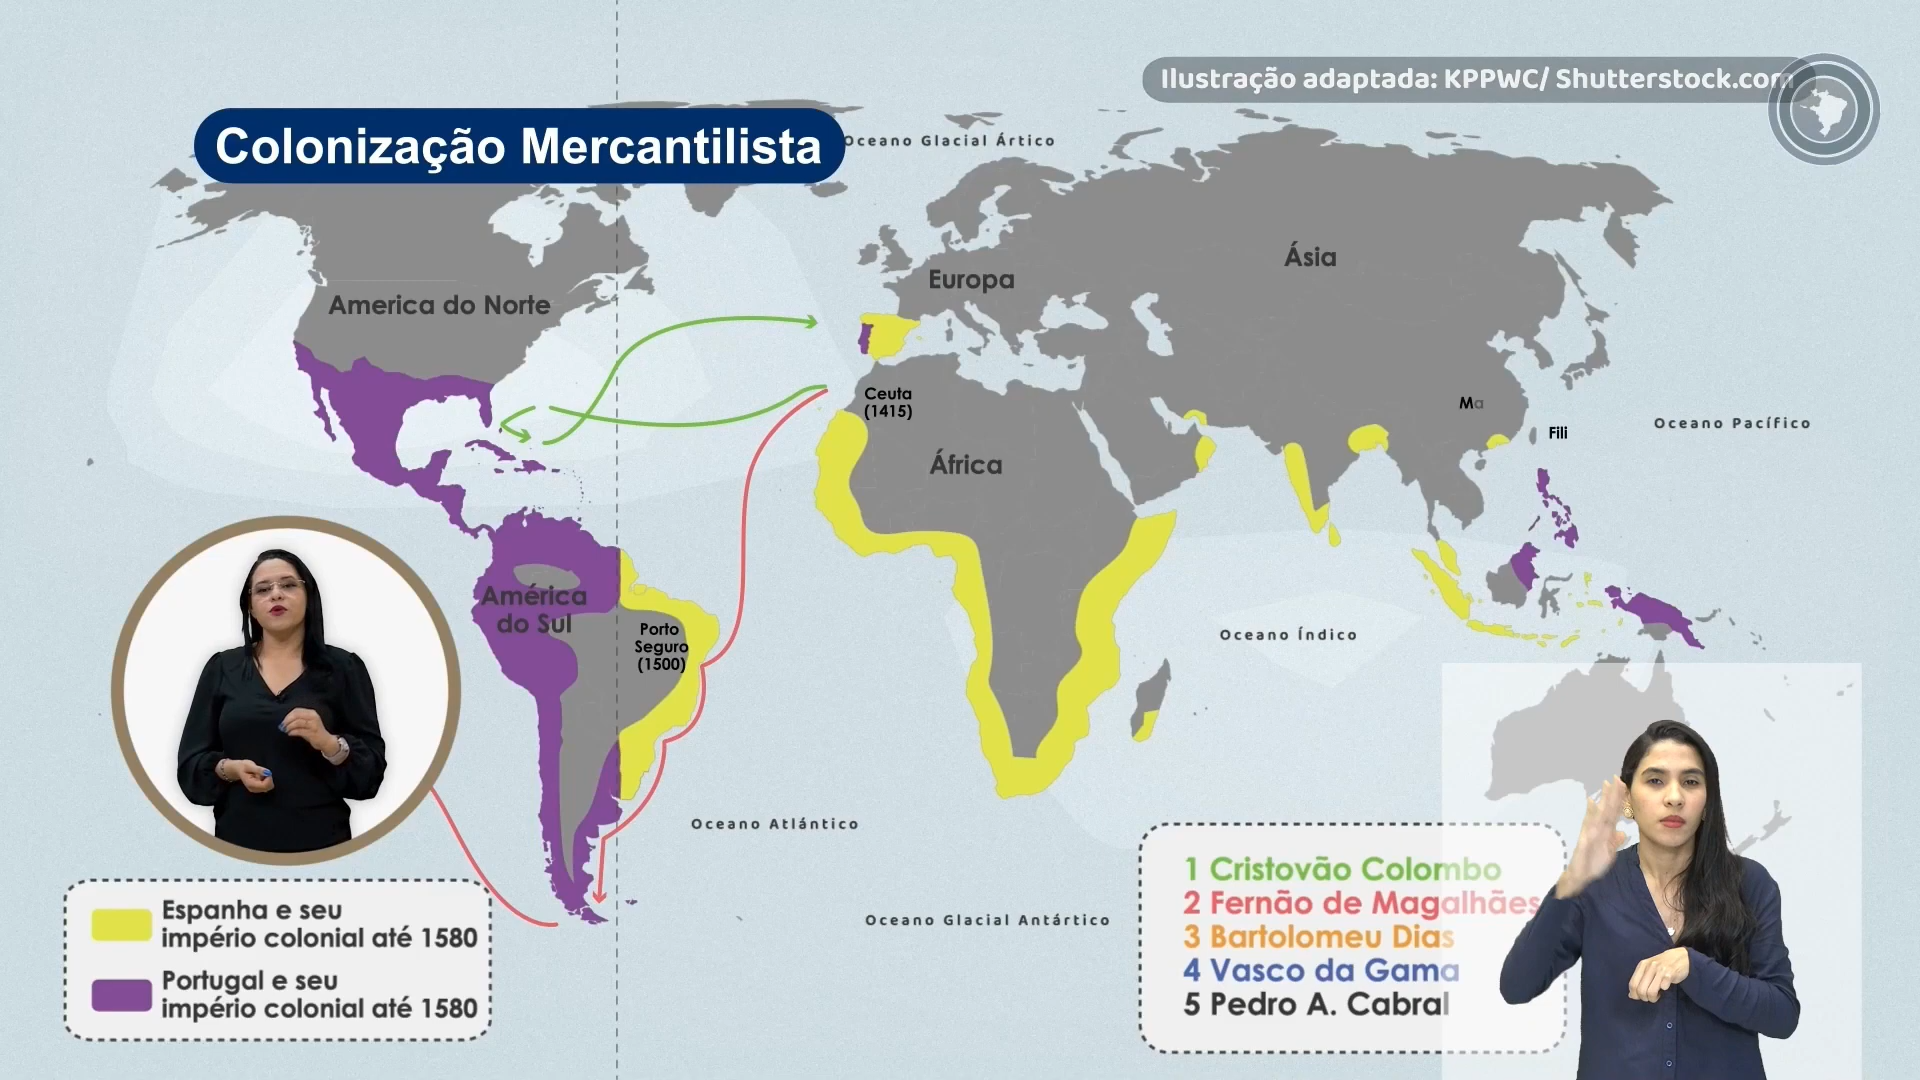 Ilustração adaptada: KPPWC/ Shutterstock.com
Colonização Mercantilista
Oceano Glacial Ártico
America do Norte
Europa
Ásia
Ceuta
(1415)
Ma
Fili
Oceano Pacífico
África
América
do Sul
Porto
Seguro
(1500)
Oceano Índico
Oceano Atlántico
Oceano Glacial Antártico
Espanha e seu
império colonial até 1580
Portugal e seu
império colonial até 1580
1 Cristovão Colombo
2 Fernão de Magalhães
3 Bartolomeu Dias
4 Vasco da Gama
5 Pedro A. Cabral